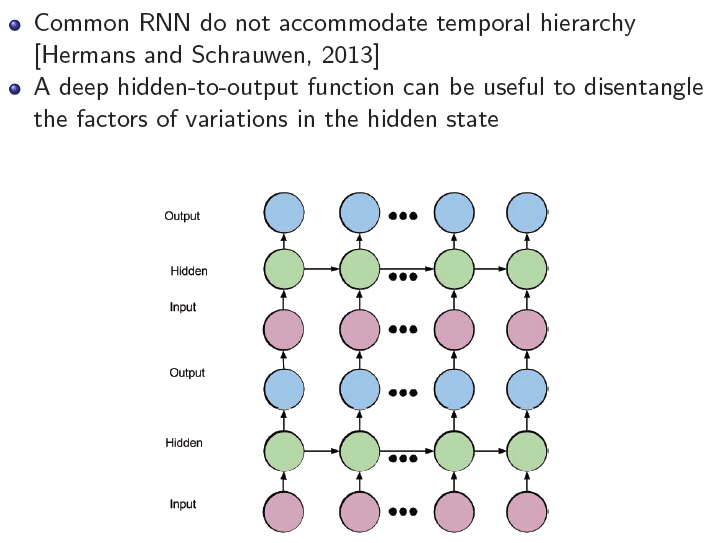 Common RNN do not accommodate temporal hierarchy
[Hermans and Schrauwen, 2013]
A deep hidden-to-output function can be useful to disentangle
the factors of variations in the hidden state
Output
Hidden
Input
Output
Hidden
Input